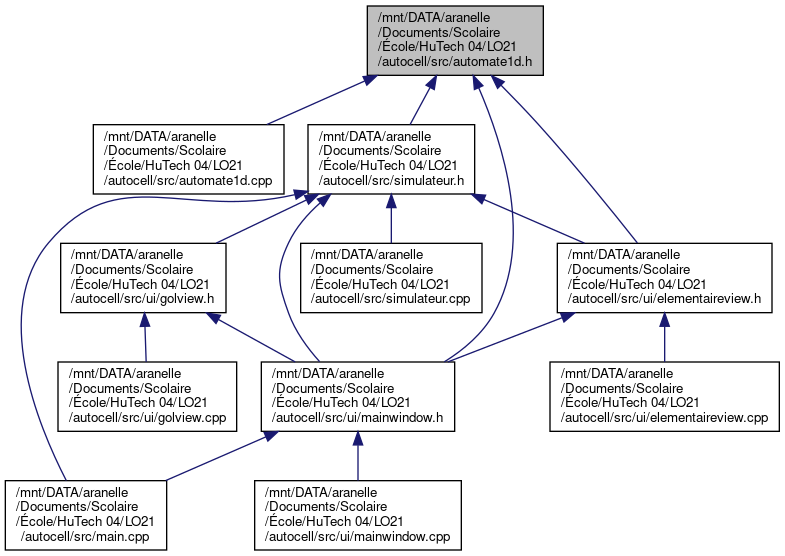 /mnt/DATA/aranelle
/Documents/Scolaire
/École/HuTech 04/LO21
/autocell/src/automate1d.h
/mnt/DATA/aranelle
/Documents/Scolaire
/École/HuTech 04/LO21
/autocell/src/automate1d.cpp
/mnt/DATA/aranelle
/Documents/Scolaire
/École/HuTech 04/LO21
/autocell/src/simulateur.h
/mnt/DATA/aranelle
/Documents/Scolaire
/École/HuTech 04/LO21
/autocell/src/ui/golview.h
/mnt/DATA/aranelle
/Documents/Scolaire
/École/HuTech 04/LO21
/autocell/src/simulateur.cpp
/mnt/DATA/aranelle
/Documents/Scolaire
/École/HuTech 04/LO21
/autocell/src/ui/elementaireview.h
/mnt/DATA/aranelle
/Documents/Scolaire
/École/HuTech 04/LO21
/autocell/src/ui/golview.cpp
/mnt/DATA/aranelle
/Documents/Scolaire
/École/HuTech 04/LO21
/autocell/src/ui/mainwindow.h
/mnt/DATA/aranelle
/Documents/Scolaire
/École/HuTech 04/LO21
/autocell/src/ui/elementaireview.cpp
/mnt/DATA/aranelle
/Documents/Scolaire
/École/HuTech 04/LO21
/autocell/src/main.cpp
/mnt/DATA/aranelle
/Documents/Scolaire
/École/HuTech 04/LO21
/autocell/src/ui/mainwindow.cpp